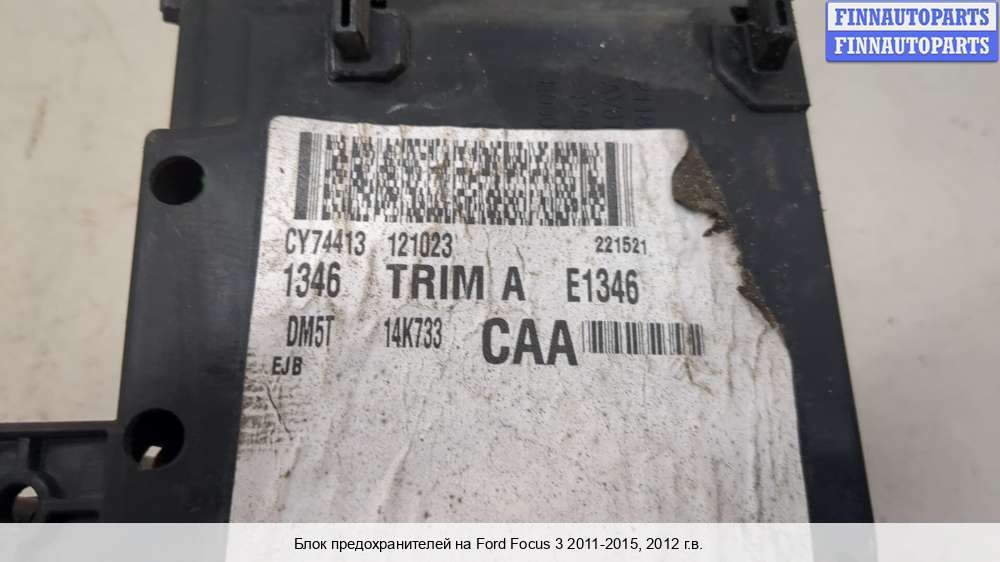 FINNAUTOPARTS
FINNAUTOPARTS
CY74413 121023 221521
1346 TRIM A E1346
DM5T 14K733 CAA
EJB
Блок предохранителей на Ford Focus 3 2011-2015, 2012 г.в.